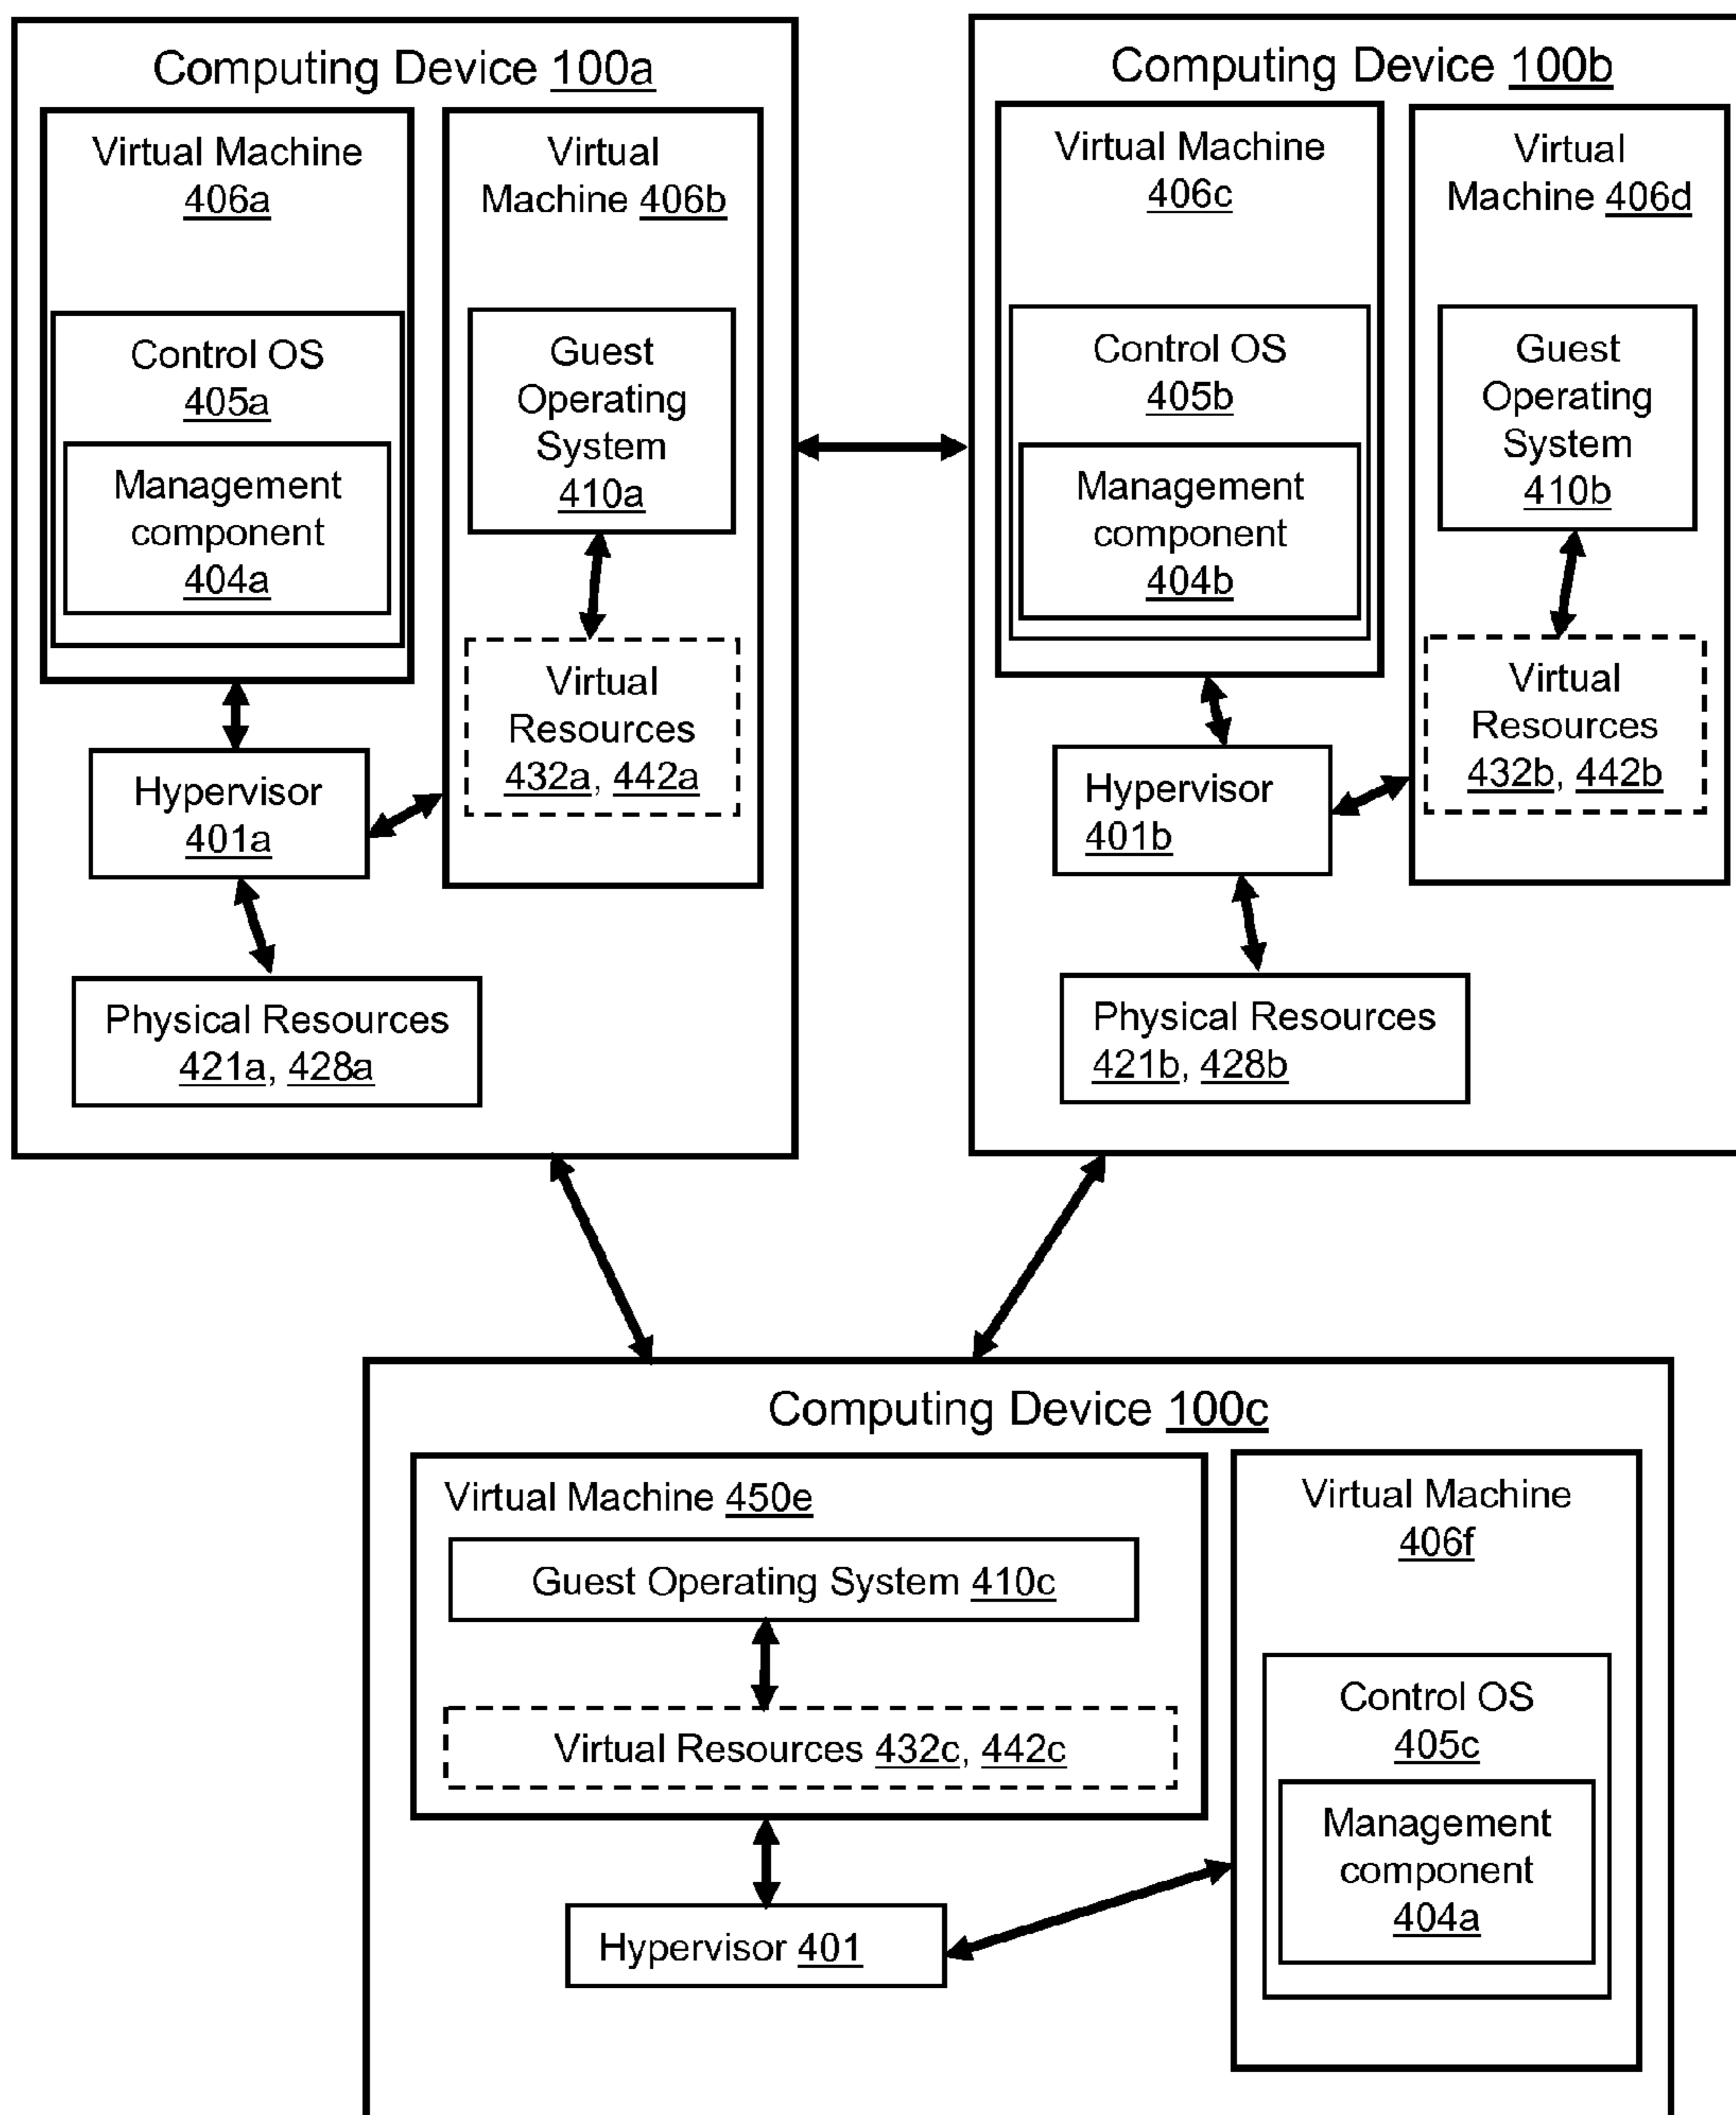 Computing Device 100a
Virtual Machine
406a
Control OS
405a
Management
component
404a
Virtual
Machine 406b
Guest
Operating
System
410a
Virtual
Resources
432a, 442a
Hypervisor
401a
Physical Resources
421a, 428a
Computing Device 100b
Virtual Machine
406c
Control OS
405b
Management
component
404b
Virtual
Machine 406d
Guest
Operating
System
410b
Virtual
Resources
432b, 442b
Hypervisor
401b
Physical Resources
421b, 428b
Computing Device 100c
Virtual Machine 450e
Guest Operating System 410c
Virtual Resources 432c, 442c
Hypervisor 401
Virtual Machine
406f
Control OS
405c
Management
component
404a